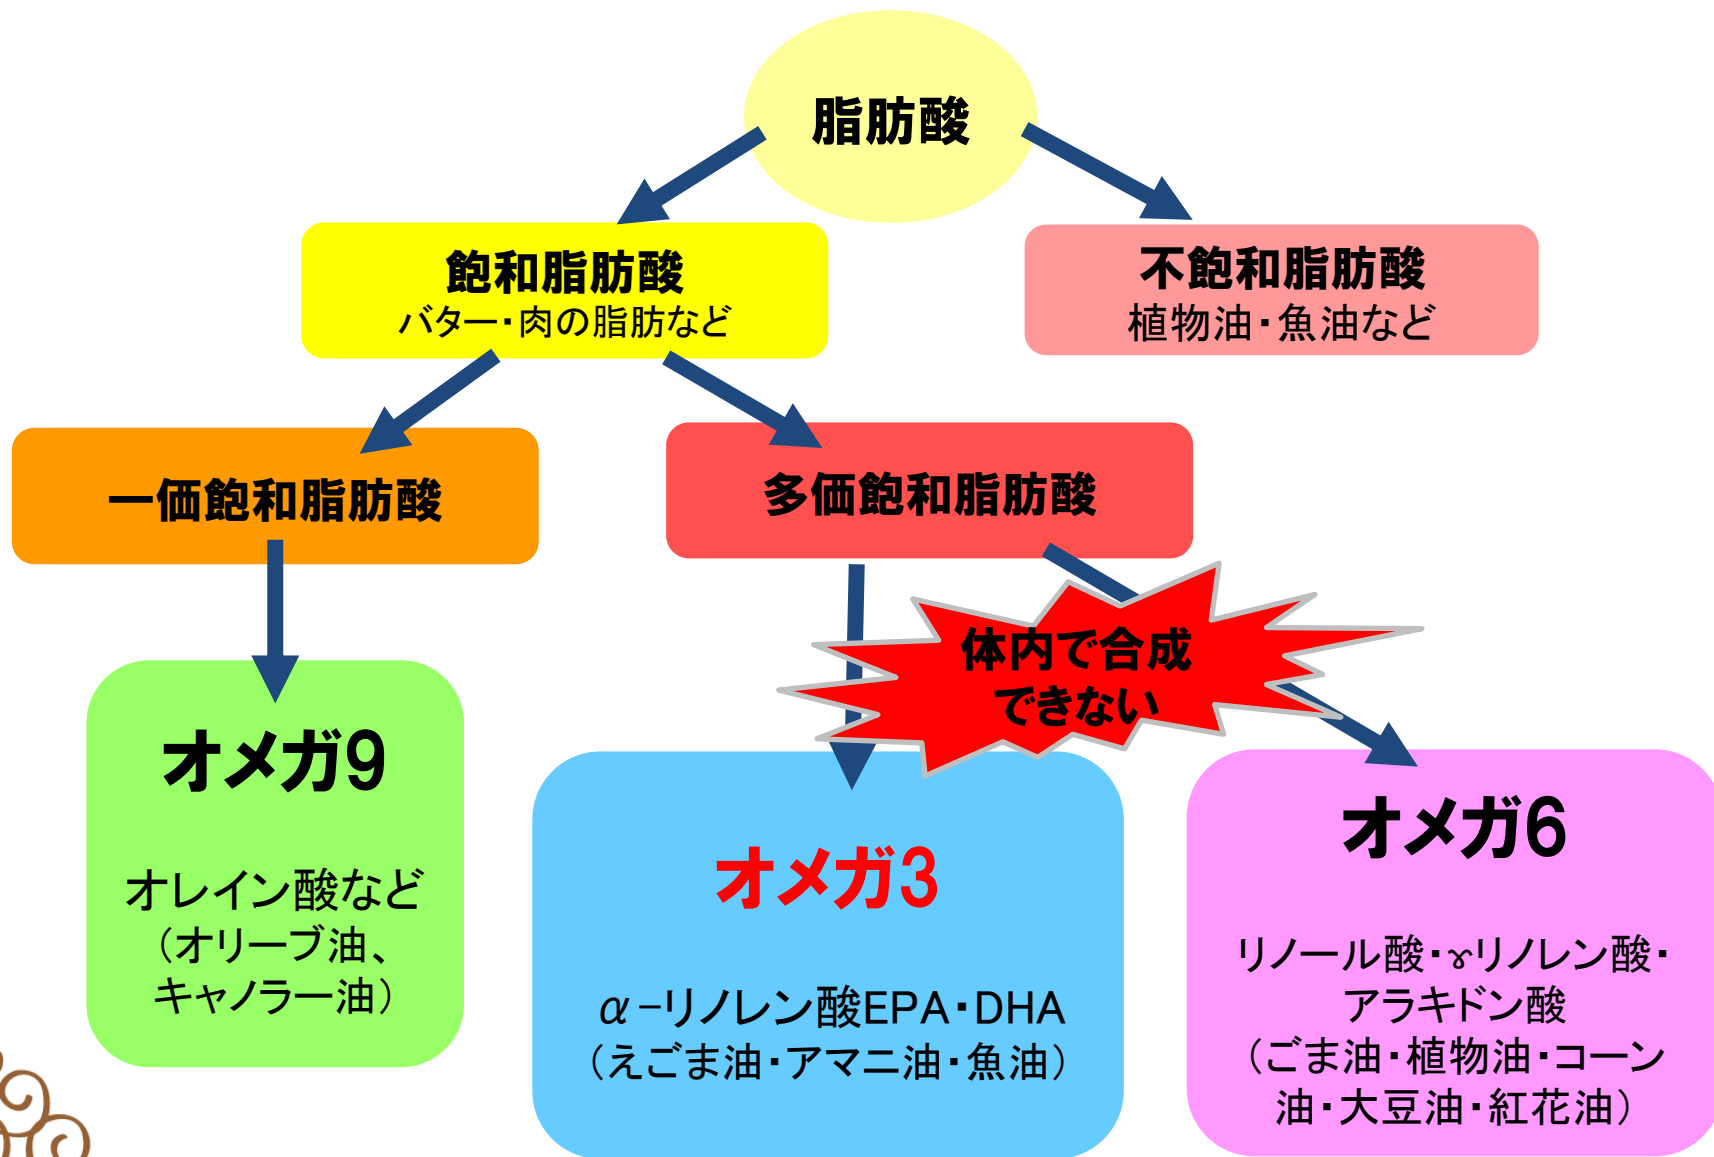 脂肪酸
飽和脂肪酸
バター・肉の脂肪など
不飽和脂肪酸
植物油・魚油など
一価飽和脂肪酸
多価飽和脂肪酸
体内で合成
できない
オメガ9
オレイン酸など
（オリーブ油、
キャノラー油）
オメガ3
α－リノレン酸EPA・DHA
（えごま油・アマニ油・魚油）
オメガ6
リノール酸・γリノレン酸・
アラキドン酸
（ごま油・植物油・コーン
油・大豆油・紅花油）